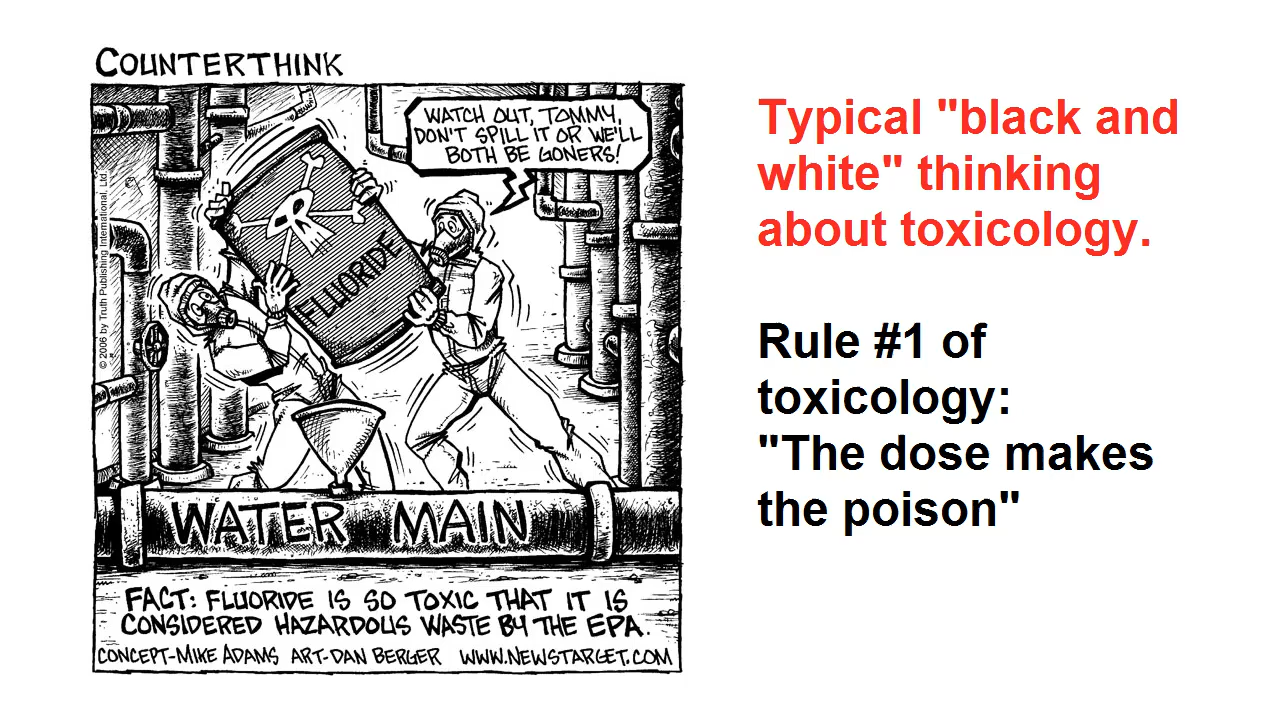 COUNTERTHINK
WATCH OUT, TOMMY,
DON'T SPILL IT OR WE'LL
BOTH BE GONERS!
© 2006 by Truth Publishing International, Ltd.
FLUORIDE
WATER MAIN
FACT: FLUORIDE IS SO TOXIC THAT IT IS
CONSIDERED HAZARDOUS WASTE BY THE EPA.
CONCEPT-MIKE ADAMS ART-DAN BERGER WWW.NEWSTARGET.COM
Typical "black and
white" thinking
about toxicology.
Rule #1 of
toxicology:
"The dose makes
the poison"